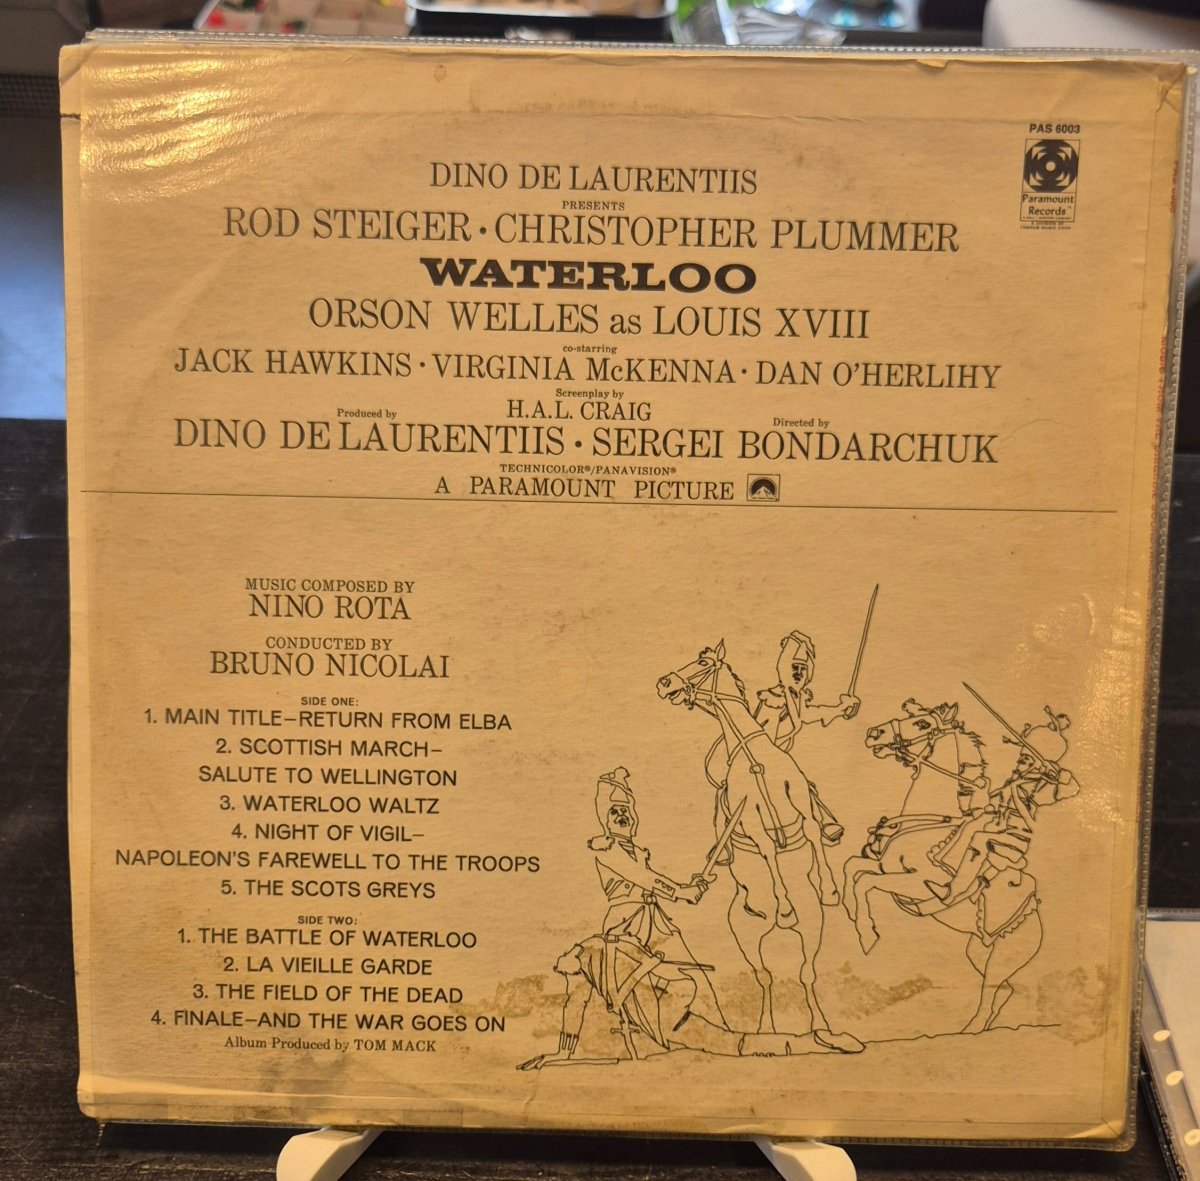 PAS 6003
Paramount
Records™
DINO DE LAURENTIIS
PRESENTS
ROD STEIGER • CHRISTOPHER PLUMMER
WATERLOO
ORSON WELLES as LOUIS XVIII
co-starring
JACK HAWKINS • VIRGINIA McKENNA • DAN O'HERLIHY
Screenplay by
H.A.L. CRAIG
Produced by
Directed by
DINO DE LAURENTIIS • SERGEI BONDARCHUK
TECHNICOLOR®/PANAVISION®
A PARAMOUNT PICTURE
MUSIC COMPOSED BY
NINO ROTA
CONDUCTED BY
BRUNO NICOLAI
SIDE ONE:
1. MAIN TITLE–RETURN FROM ELBA
2. SCOTTISH MARCH–
SALUTE TO WELLINGTON
3. WATERLOO WALTZ
4. NIGHT OF VIGIL–
NAPOLEON'S FAREWELL TO THE TROOPS
5. THE SCOTS GREYS
SIDE TWO:
1. THE BATTLE OF WATERLOO
2. LA VIEILLE GARDE
3. THE FIELD OF THE DEAD
4. FINALE–AND THE WAR GOES ON
Album Produced by TOM MACK